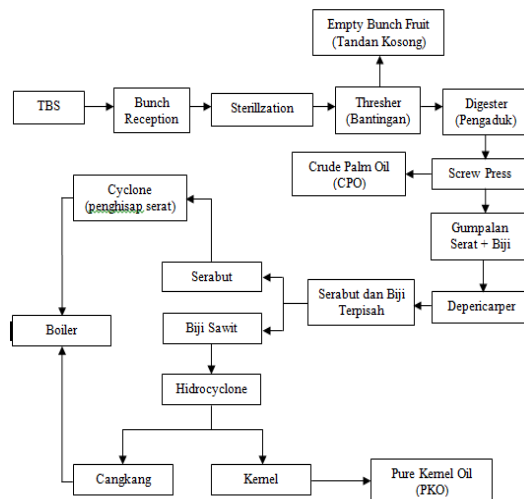 Empty Bunch Fruit
(Tandan Kosong)
TBS
Bunch
Reception
Sterillzation
Thresher
(Bantingan)
Digester
(Pengaduk)
Crude Palm Oil
(CPO)
Screw Press
Cyclone
(penghisap serat)
Gumpalan
Serat + Biji
Serabut
Serabut dan Biji
Terpisah
Depericarper
Boiler
Biji Sawit
Hidrocyclone
Cangkang
Kernel
Pure Kernel Oil
(PKO)